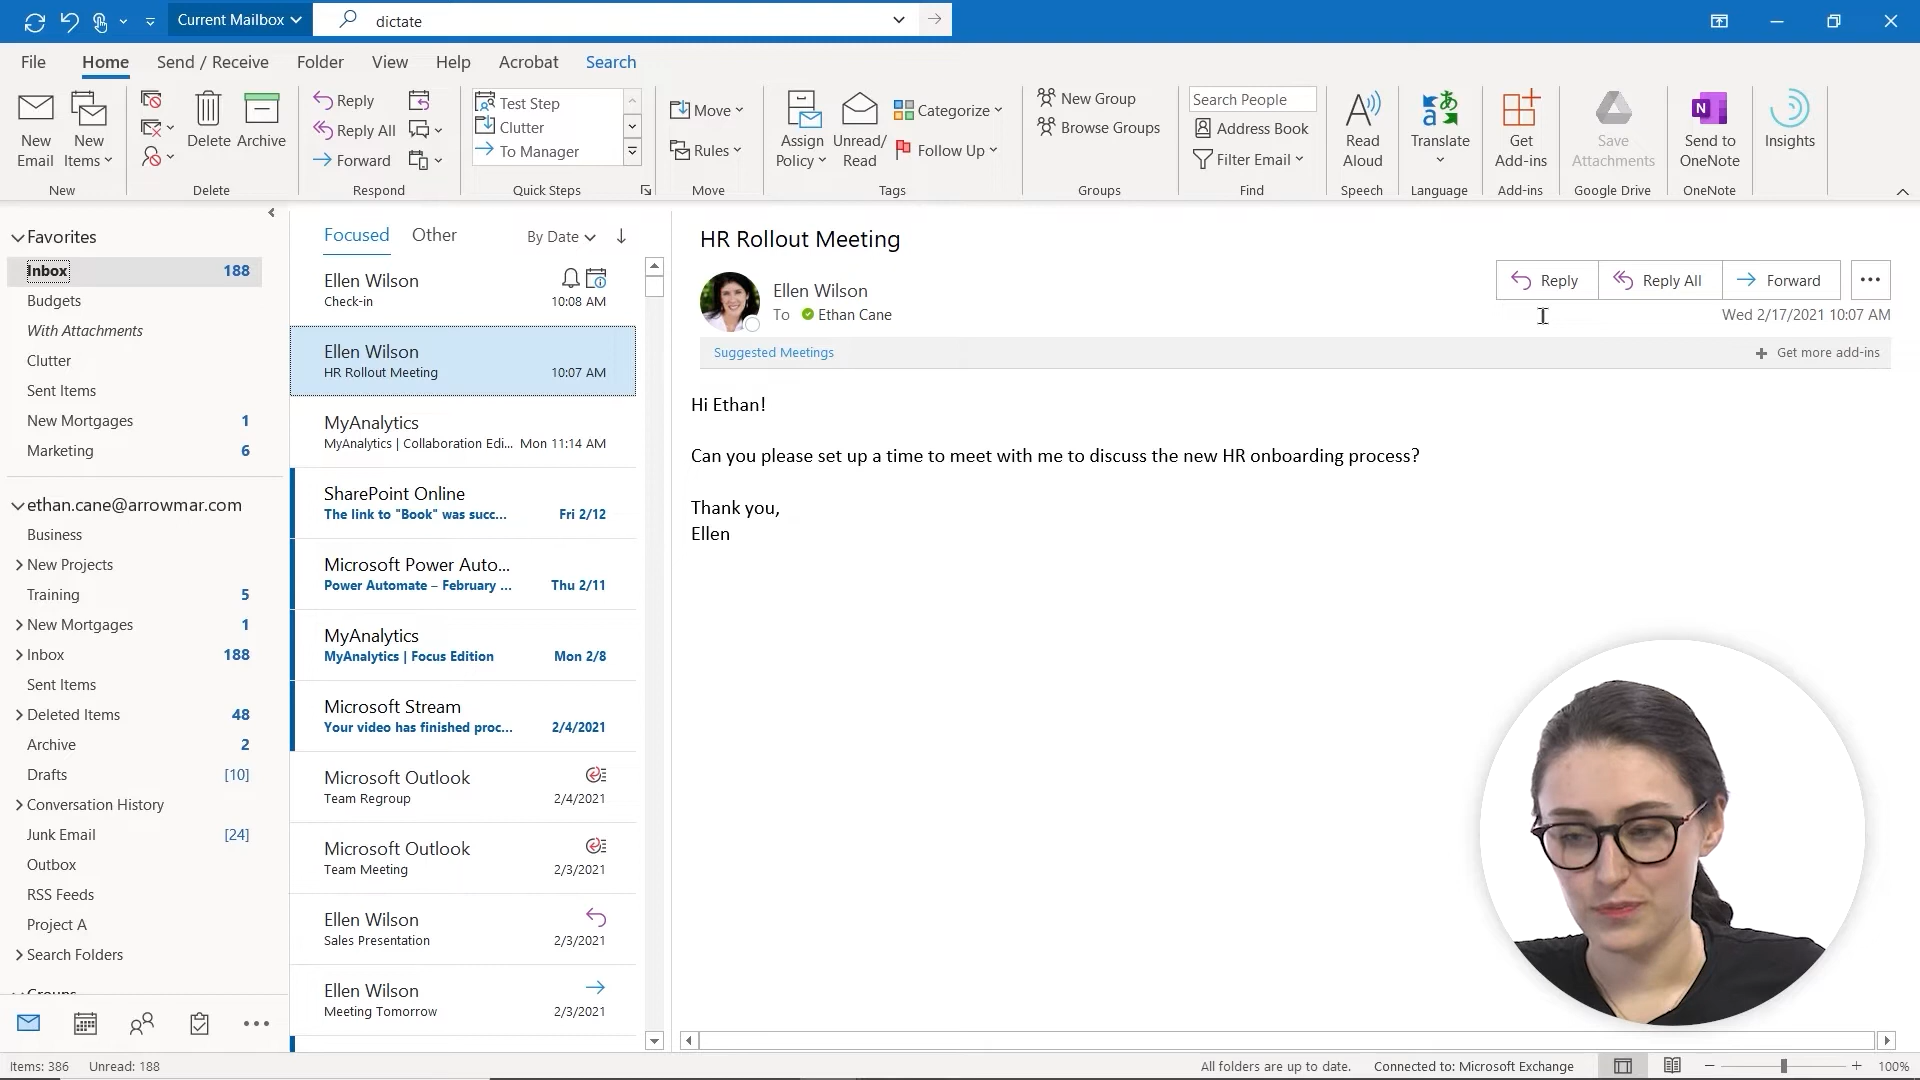 Current Mailbox
dictate
File Home Send / Receive Folder View Help Acrobat Search
New Email
New Items
New
Delete
Archive
Delete
Reply
Reply All
Forward
Respond
Test Step
Clutter
To Manager
Quick Steps
Move
Rules
Move
Assign Policy
Unread/ Read
Categorize
Follow Up
Tags
New Group
Browse Groups
Groups
Search People
Address Book
Filter Email
Find
Read Aloud
Speech
Translate
Language
Get Add-ins
Add-ins
Save Attachments
Google Drive
Send to OneNote
OneNote
Insights
Favorites
Inbox 188
Budgets
With Attachments
Clutter
Sent Items
New Mortgages 1
Marketing 6
ethan.cane@arrowmar.com
Business
New Projects
Training 5
New Mortgages 1
Inbox 188
Sent Items
Deleted Items 48
Archive 2
Drafts [10]
Conversation History
Junk Email [24]
Outbox
RSS Feeds
Project A
Search Folders
Focused Other By Date
Ellen Wilson
Check-in 10:08 AM
Ellen Wilson
HR Rollout Meeting 10:07 AM
MyAnalytics
MyAnalytics | Collaboration Edi... Mon 11:14 AM
SharePoint Online
The link to "Book" was succ... Fri 2/12
Microsoft Power Auto...
Power Automate – February ... Thu 2/11
MyAnalytics
MyAnalytics | Focus Edition Mon 2/8
Microsoft Stream
Your video has finished proc... 2/4/2021
Microsoft Outlook
Team Regroup 2/4/2021
Microsoft Outlook
Team Meeting 2/3/2021
Ellen Wilson
Sales Presentation 2/3/2021
Ellen Wilson
Meeting Tomorrow 2/3/2021
HR Rollout Meeting
Ellen Wilson
To Ethan Cane
Reply Reply All Forward
Wed 2/17/2021 10:07 AM
Suggested Meetings + Get more add-ins
Hi Ethan!
Can you please set up a time to meet with me to discuss the new HR onboarding process?
Thank you,
Ellen
Items: 386 Unread: 188
All folders are up to date. Connected to: Microsoft Exchange 100%